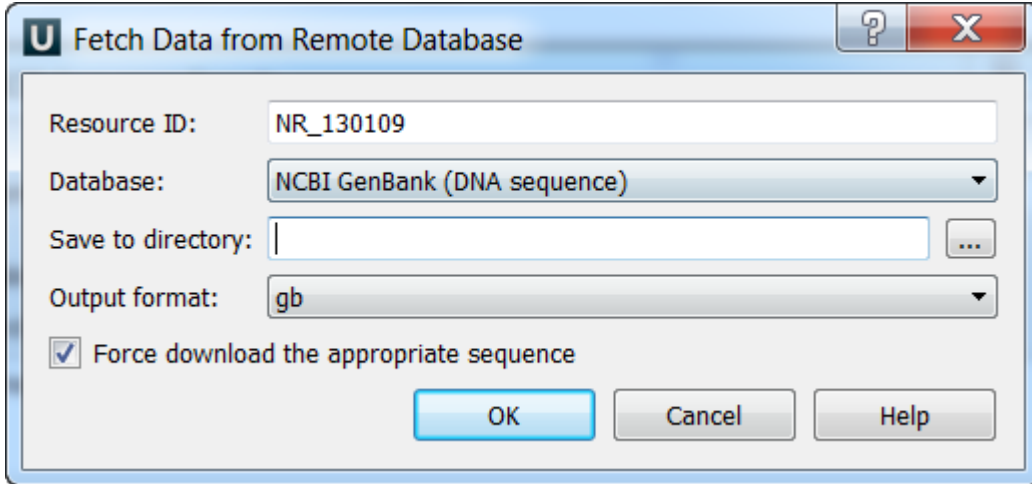 U Fetch Data from Remote Database ? X
Resource ID: NR_130109
Database: NCBI GenBank (DNA sequence)
Save to directory: ...
Output format: gb
Force download the appropriate sequence
OK Cancel Help